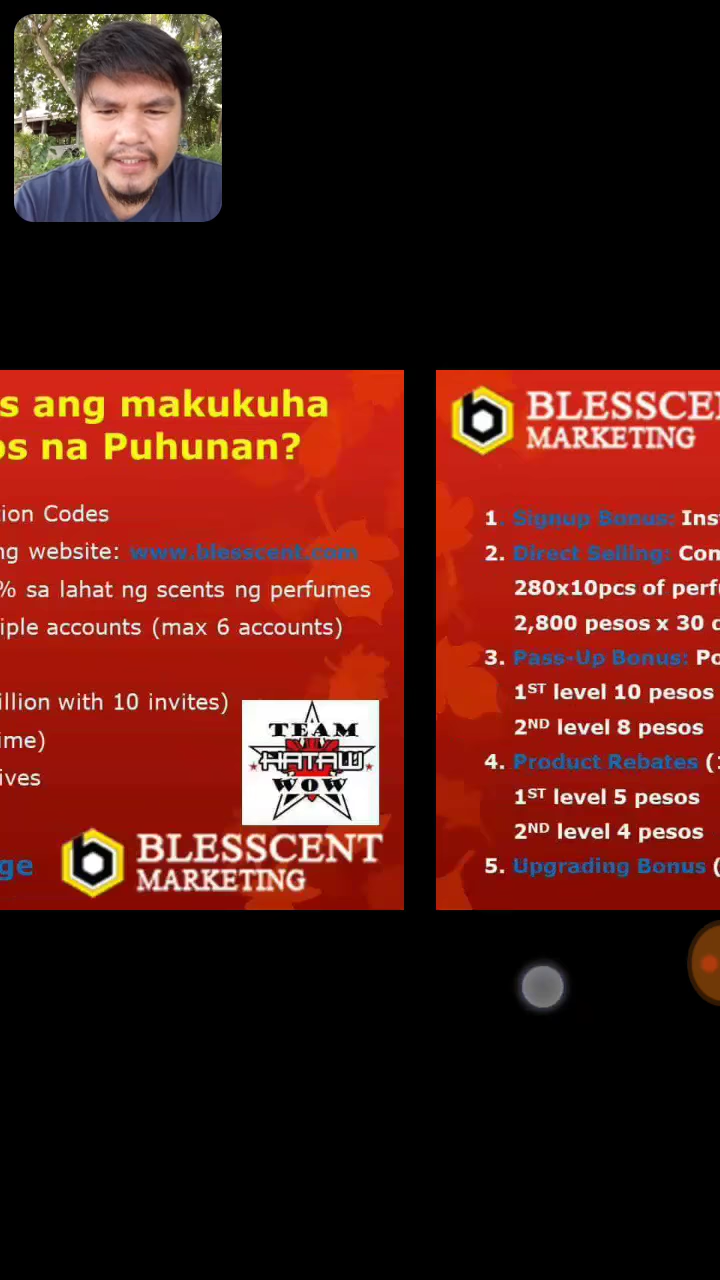 s ang makukuha
os na Puhunan?
ion Codes
ng website: www.blesscent.com
% sa lahat ng scents ng perfumes
iple accounts (max 6 accounts)
illion with 10 invites)
ime)
ives
TEAM
HATAW
WOW
ge
BLESSCENT
MARKETING
BLESSCE
MARKETING
1. Signup Bonus: Ins
2. Direct Selling: Con
280x10pcs of perf
2,800 pesos x 30
3. Pass-Up Bonus: Po
1ST level 10 pesos
2ND level 8 pesos
4. Product Rebates (
1ST level 5 pesos
2ND level 4 pesos
5. Upgrading Bonus (